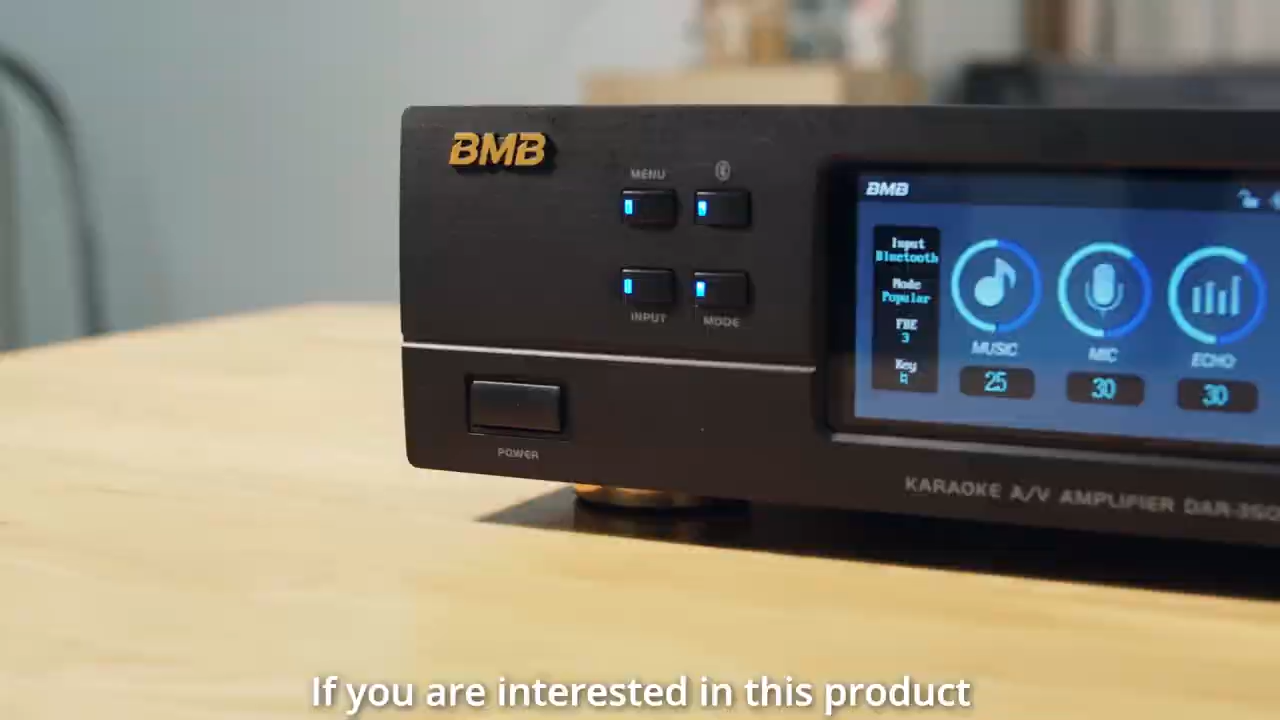 BMB
MENU
INPUT
MODE
POWER
BMB
Input
Bluetooth
Mode
Popular
FBE
3
Key
MUSIC
25
MIC
30
ECHO
30
KARAOKE A/V AMPLIFIER
If you are interested in this product